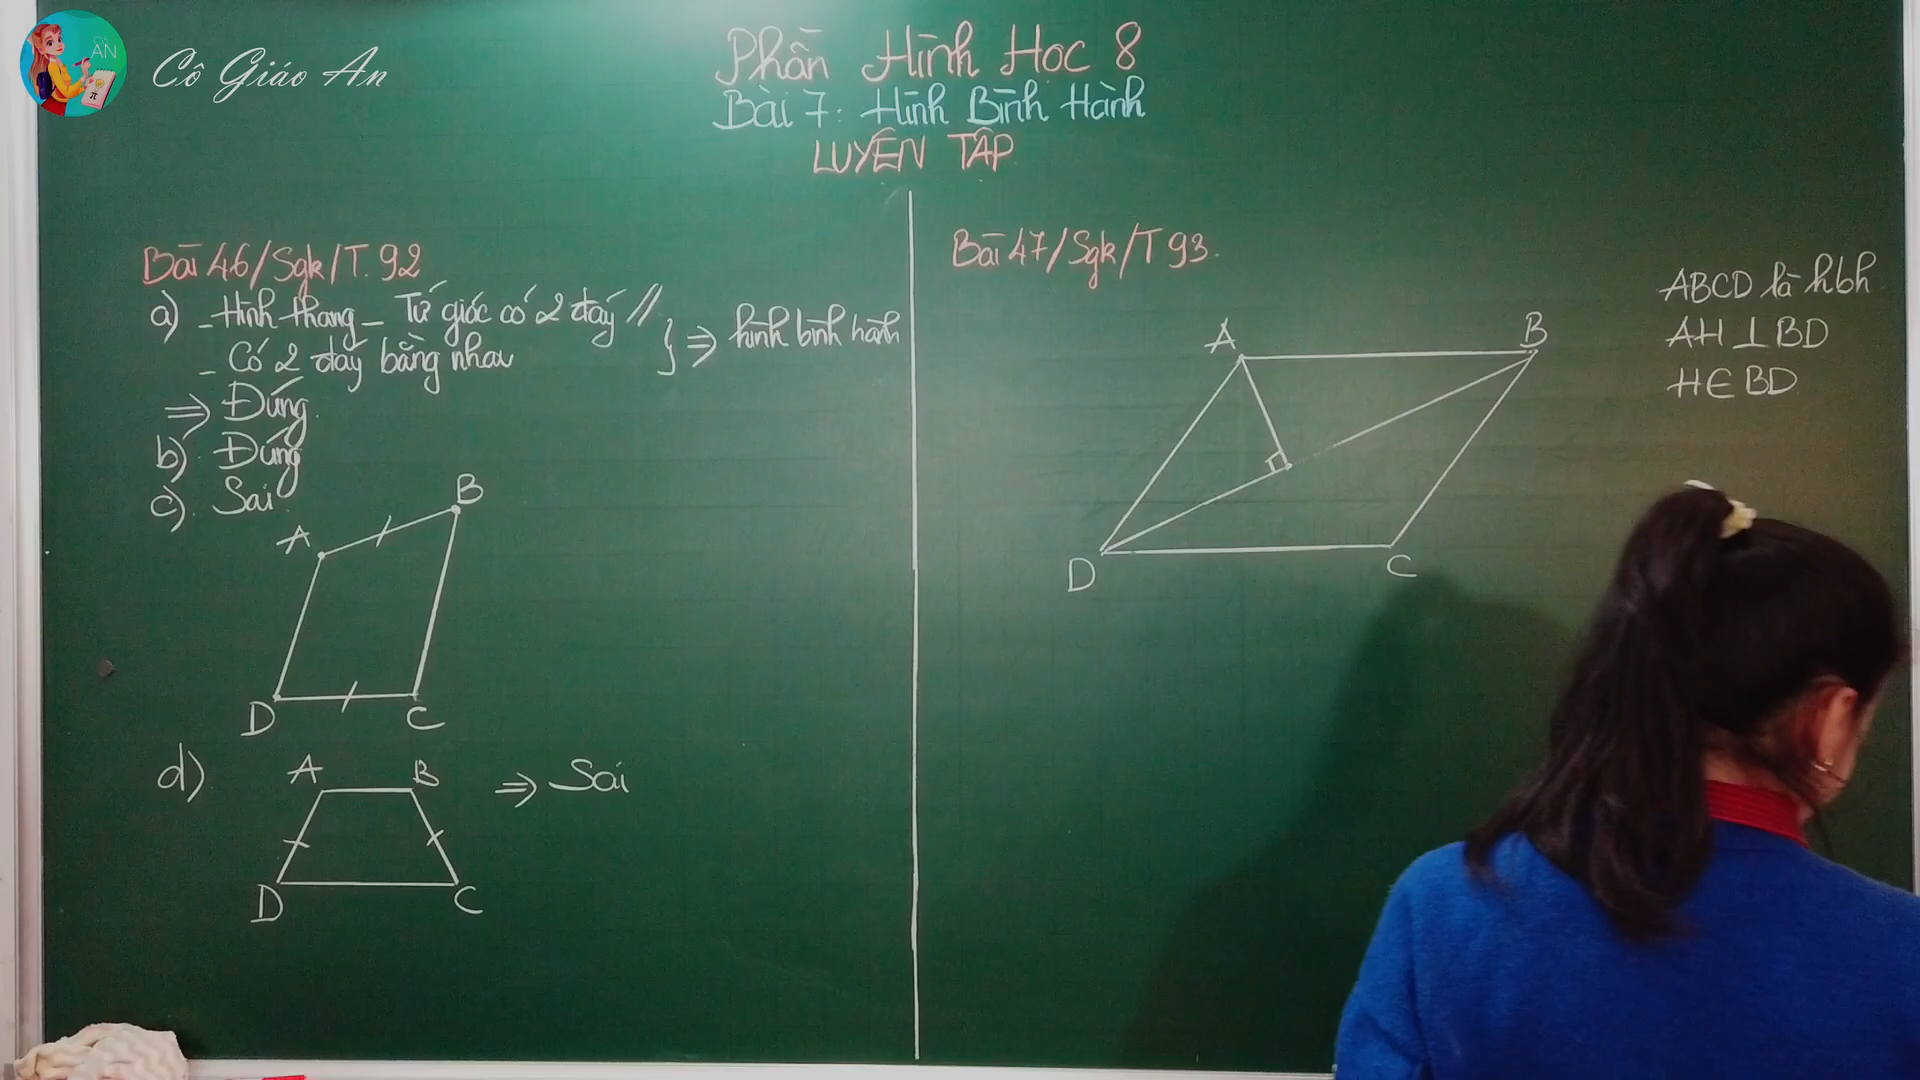 AN
Cô Giáo An
Phần Hình Học 8
Bài 7: Hình Bình Hành
LUYỆN TẬP
Bài 46/Sgk/T.92
a) - Hình thang - Tứ giác có 2 đáy //
- Có 2 đáy bằng nhau
} => hình bình hành
=> Đúng.
b) Đúng
c) Sai
A
B
D
C
d)
A
B
=> Sai
D
C
Bài 47/Sgk/T 93.
ABCD là hbh
AH ⊥ BD
H ∈ BD
A
B
D
C